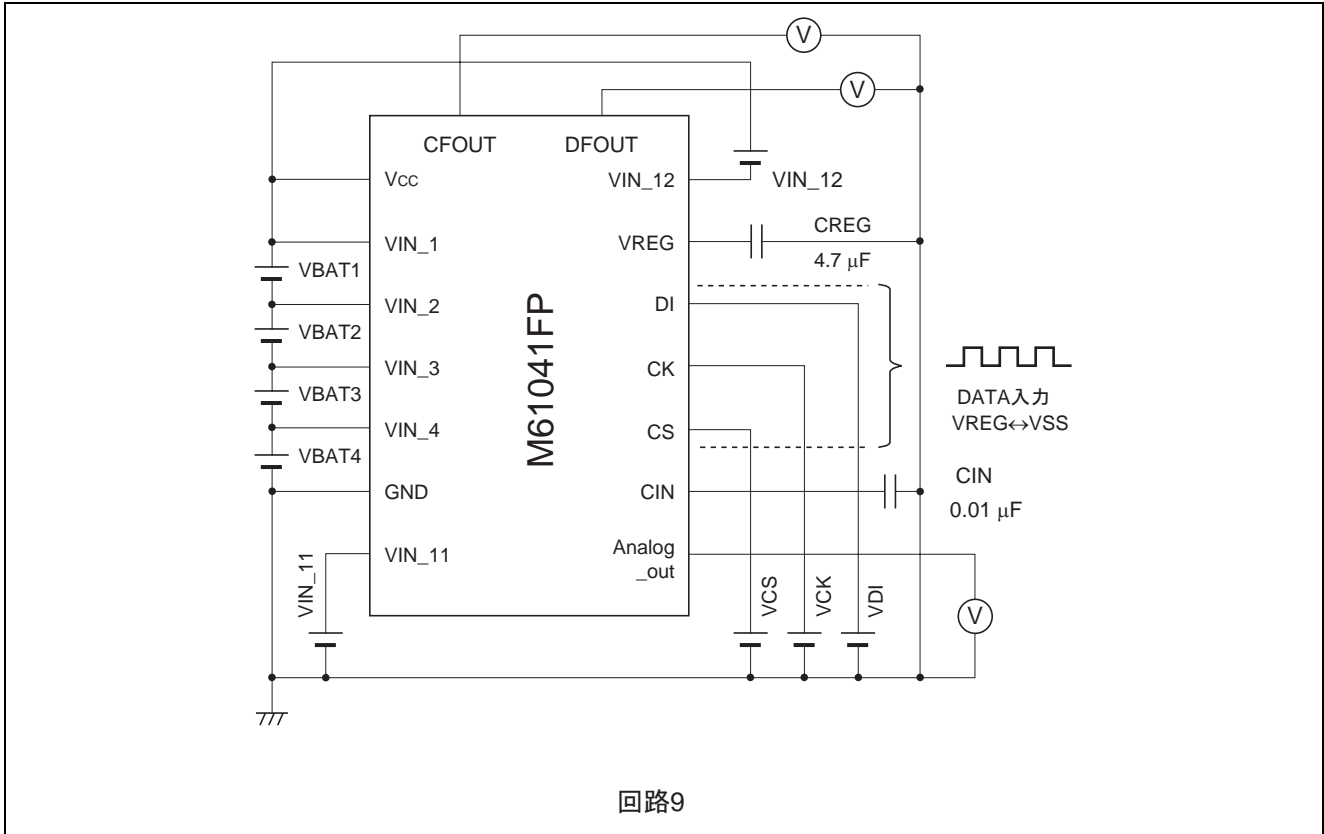 V
V
CFOUT
DFOUT
Vcc
VIN_12
VIN_12
VIN_1
VREG
CREG
4.7 μF
VBAT1
VIN_2
DI
VBAT2
M61041FP
VIN_3
CK
VBAT3
DATA入力
VREG↔VSS
VIN_4
CS
VBAT4
GND
CIN
CIN
0.01 μF
VIN_11
VIN_11
Analog
_out
VCS
VCK
VDI
V
回路9